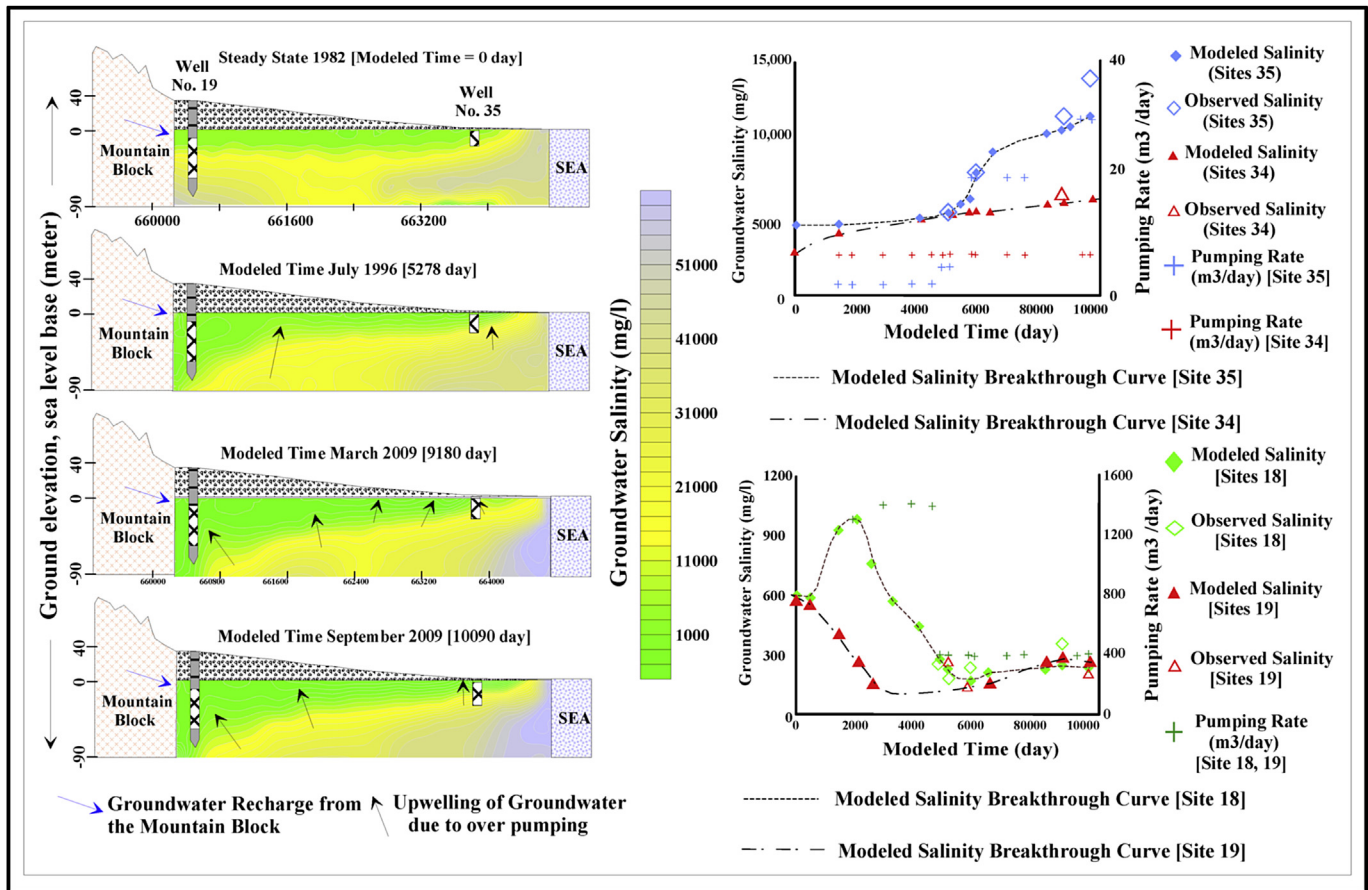 Steady State 1982 [Modeled Time = 0 day]
Well
No. 19
Well
No. 35
40
0
-90
Mountain
Block
SEA
660000
661600
663200
Modeled Time July 1996 [5278 day]
40
0
-90
Mountain
Block
SEA
Modeled Time March 2009 [9180 day]
40
0
-90
Mountain
Block
SEA
660000
660800
661600
662400
663200
664000
Modeled Time September 2009 [10090 day]
40
0
-90
Mountain
Block
SEA
Ground elevation, sea level base (meter)
Groundwater Recharge from
the Mountain Block
Upwelling of Groundwater
due to over pumping
Groundwater Salinity (mg/l)
51000
41000
31000
21000
11000
1000
Groundwater Salinity (mg/l)
15,000
10,000
5000
0
0
2000
4000
6000
80000
10000
Modeled Time (day)
40
20
0
Pumping Rate (m3 /day)
Modeled Salinity
(Sites 35)
Observed Salinity
(Sites 35)
Modeled Salinity
(Sites 34)
Observed Salinity
(Sites 34)
Pumping Rate
(m3/day) [Site 35]
Pumping Rate
(m3/day) [Site 34]
Modeled Salinity Breakthrough Curve [Site 35]
Modeled Salinity Breakthrough Curve [Site 34]
Groundwater Salinity (mg/l)
1200
900
600
300
0
0
2000
4000
6000
80000
10000
Modeled Time (day)
1600
1200
800
400
0
Pumping Rate (m3 /day)
Modeled Salinity
[Sites 18]
Observed Salinity
[Sites 18]
Modeled Salinity
[Sites 19]
Observed Salinity
[Sites 19]
Pumping Rate
(m3/day)
[Site 18, 19]
Modeled Salinity Breakthrough Curve [Site 18]
Modeled Salinity Breakthrough Curve [Site 19]